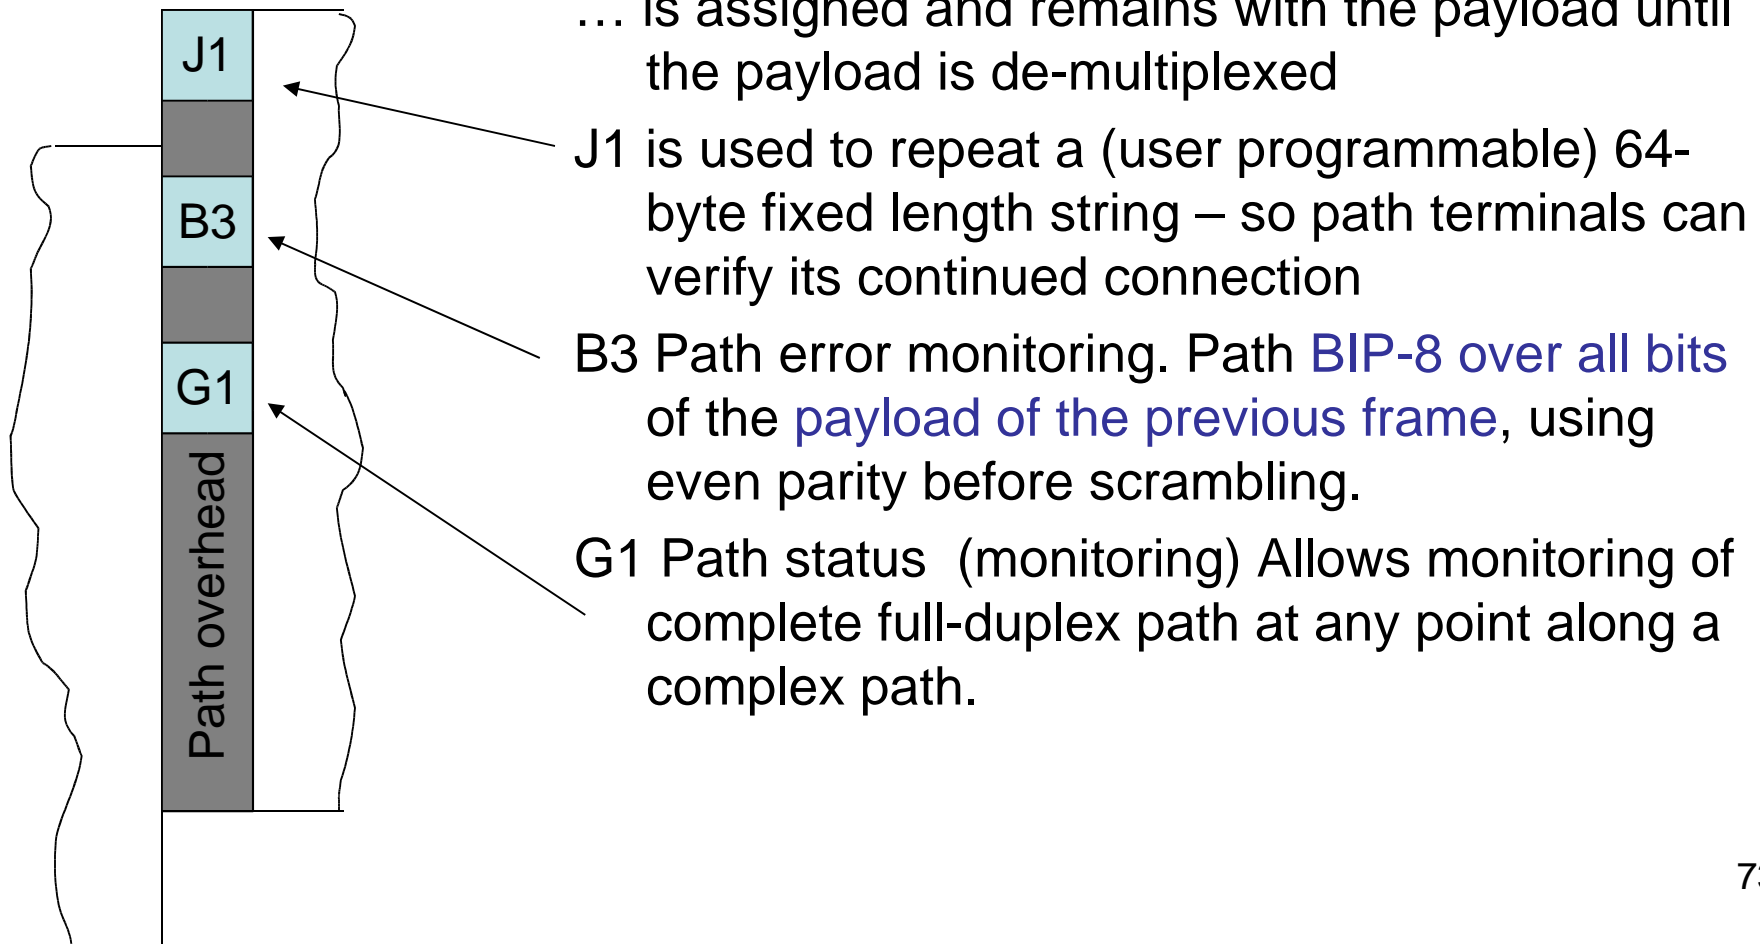 … is assigned and remains with the payload until
the payload is de-multiplexed
J1
J1 is used to repeat a (user programmable) 64-
byte fixed length string – so path terminals can
verify its continued connection
B3
B3 Path error monitoring. Path BIP-8 over all bits
of the payload of the previous frame, using
even parity before scrambling.
G1
G1 Path status (monitoring) Allows monitoring of
complete full-duplex path at any point along a
complex path.
Path overhead